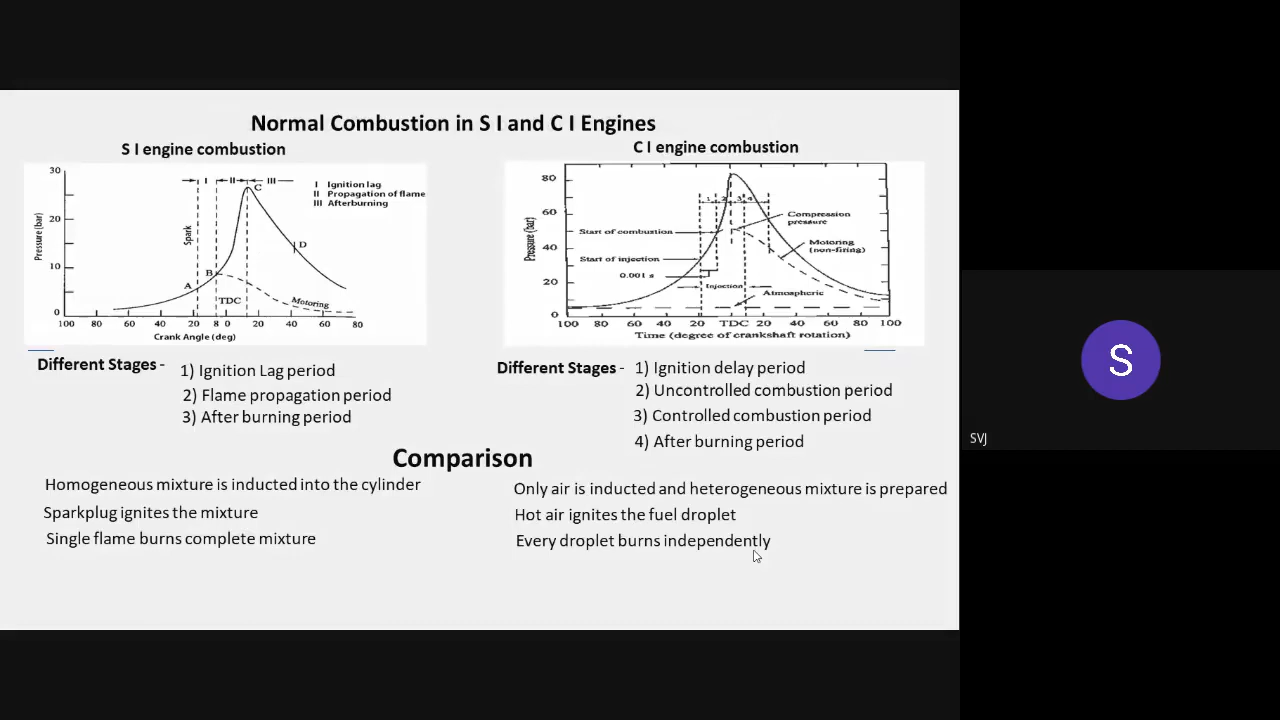 Normal Combustion in S I and C I Engines
S I engine combustion
30
20
10
0
Pressure (bar)
I II III
Spark
A
B
C
D
TDC
Motoring
I Ignition lag
II Propagation of flame
III Afterburning
100 80 60 40 20 8 0 20 40 60 80
Crank Angle (deg)
Different Stages -
1) Ignition Lag period
2) Flame propagation period
3) After burning period
C I engine combustion
80
60
40
20
0
Pressure (bar)
1 2 3 4
Start of combustion
Start of injection
0.001 s
Injection
Compression
pressure
Motoring
(non-firing)
Atmospheric
100 80 60 40 20 TDC 20 40 60 80 100
Time (degree of crankshaft rotation)
Different Stages -
1) Ignition delay period
2) Uncontrolled combustion period
3) Controlled combustion period
4) After burning period
Comparison
Homogeneous mixture is inducted into the cylinder
Sparkplug ignites the mixture
Single flame burns complete mixture
Only air is inducted and heterogeneous mixture is prepared
Hot air ignites the fuel droplet
Every droplet burns independently
S
SVJ